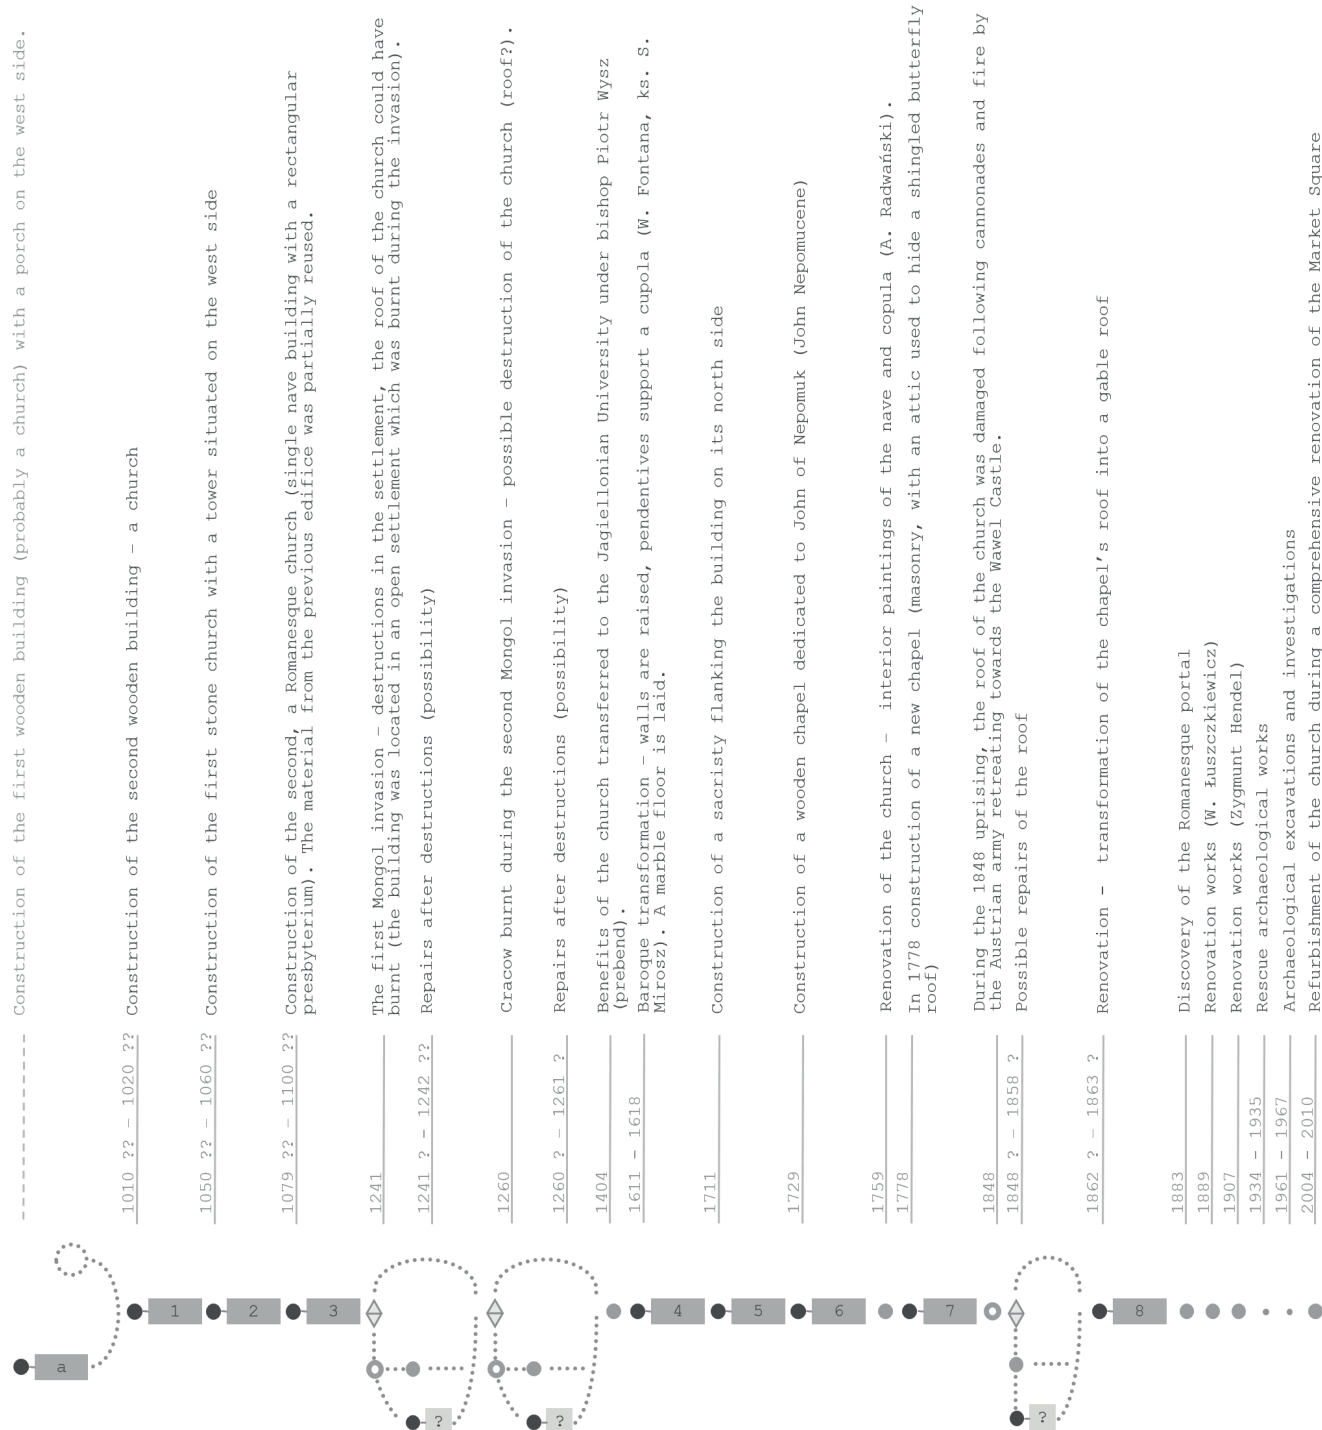 Construction of the first wooden building (probably a church) with a porch on the west side.
1010 ?? – 1020 ??
Construction of the second wooden building – a church
1050 ?? – 1060 ??
Construction of the first stone church with a tower situated on the west side
1079 ?? – 1100 ??
Construction of the second, a Romanesque church (single nave building with a rectangular
presbyterium). The material from the previous edifice was partially reused.
1241
The first Mongol invasion – destructions in the settlement, the roof of the church could have
burnt (the building was located in an open settlement which was burnt during the invasion).
1241 ? – 1242 ??
Repairs after destructions (possibility)
1260
Cracow burnt during the second Mongol invasion – possible destruction of the church (roof?).
1260 ? – 1261 ?
Repairs after destructions (possibility)
1404
Benefits of the church transferred to the Jagiellonian University under bishop Piotr Wysz
(prebend).
1611 – 1618
Baroque transformation – walls are raised, pendentives support a cupola (W. Fontana, ks. S.
Mirosz). A marble floor is laid.
1711
Construction of a sacristy flanking the building on its north side
1729
Construction of a wooden chapel dedicated to John of Nepomuk (John Nepomucene)
1759
Renovation of the church – interior paintings of the nave and copula (A. Radwański).
1778
In 1778 construction of a new chapel (masonry, with an attic used to hide a shingled butterfly
roof)
1848
During the 1848 uprising, the roof of the church was damaged following cannonades and fire by
the Austrian army retreating towards the Wawel Castle.
1848 ? – 1858 ?
Possible repairs of the roof
1862 ? – 1863 ?
Renovation – transformation of the chapel's roof into a gable roof
1883
Discovery of the Romanesque portal
1889
Renovation works (W. Łuszczkiewicz)
1907
Renovation works (Zygmunt Hendel)
1934 – 1935
Rescue archaeological works
1961 – 1967
Archaeological excavations and investigations
2004 – 2010
Refurbishment of the church during a comprehensive renovation of the Market Square
a
1
2
3
?
?
4
5
6
7
?
8